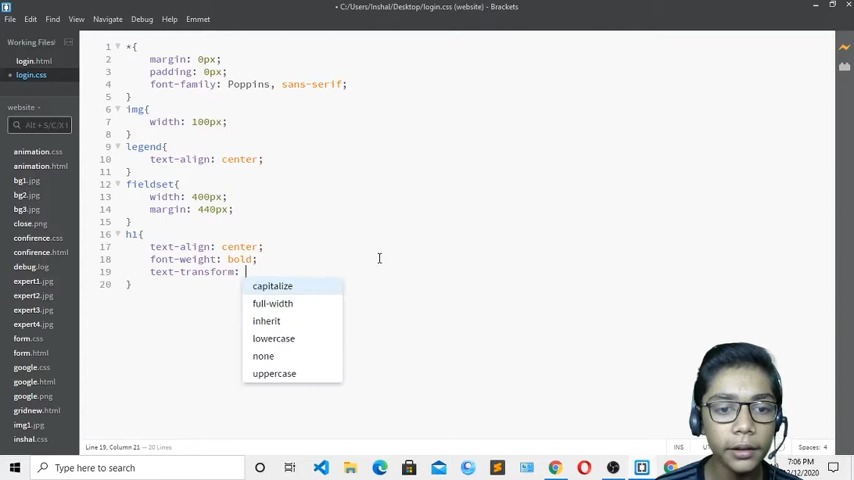 • C:/Users/Inshal/Desktop/login.css (website) - Brackets
File Edit Find View Navigate Debug Help Emmet
Working Files
login.html
• login.css
website
Alt + S/C/X t
animation.css
animation.html
bg1.jpg
bg2.jpg
bg3.jpg
close.png
confirence.css
confirence.html
debug.log
expert1.jpg
expert2.jpg
expert3.jpg
expert4.jpg
form.css
form.html
google.css
google.html
google.png
gridnew.html
img1.jpg
inshal.css
1 *{
2 margin: 0px;
3 padding: 0px;
4 font-family: Poppins, sans-serif;
5 }
6 img{
7 width: 100px;
8 }
9 legend{
10 text-align: center;
11 }
12 fieldset{
13 width: 400px;
14 margin: 440px;
15 }
16 h1{
17 text-align: center;
18 font-weight: bold;
19 text-transform:
20 }
capitalize
full-width
inherit
lowercase
none
uppercase
Line 19, Column 21 — 20 Lines
INS
Spaces: 4
Type here to search
7:06 PM
12/2020